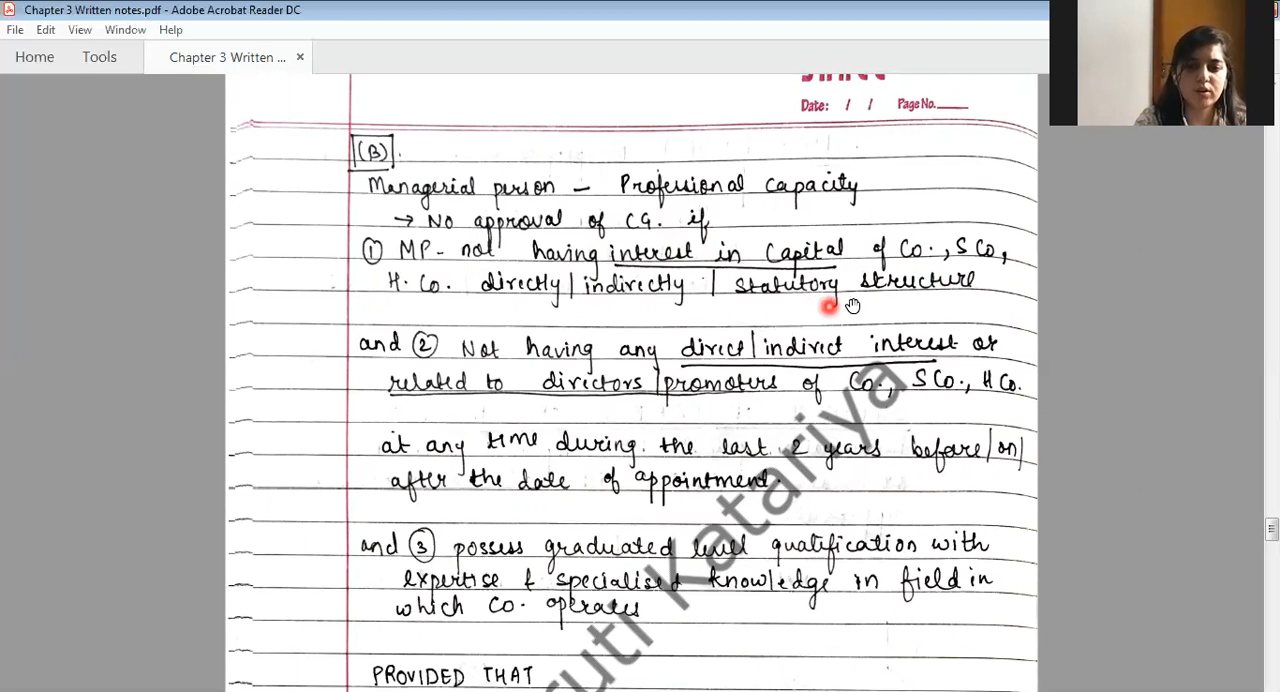 Chapter 3 Written notes.pdf - Adobe Acrobat Reader DC
File Edit View Window Help
Home Tools Chapter 3 Written ... ×
Date: / / Page No.
(B)
Managerial person - Professional capacity
→ No approval of CG. if
① MP- not having interest in Capital of Co., S Co,
H. Co. directly/indirectly / statutory structure
and ② Not having any direct/indirect interest or
related to directors/promoters of Co., S Co., H Co.
at any time during the last 2 years before/on/
after the date of appointment.
and ③ possess graduated level qualification with
expertise & specialised knowledge in field in
which Co. operates
PROVIDED THAT
uti Katariya